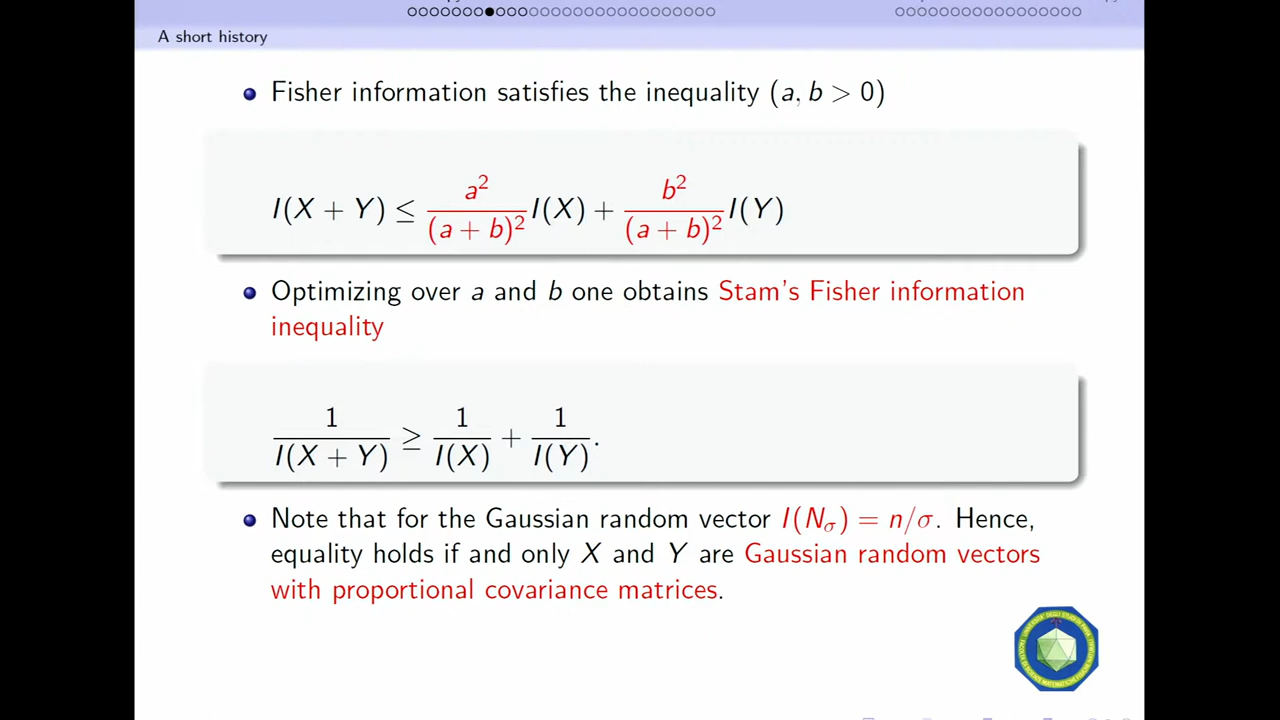 A short history
Fisher information satisfies the inequality (a, b > 0)
I(X + Y) ≤ a²/(a + b)² I(X) + b²/(a + b)² I(Y)
Optimizing over a and b one obtains Stam's Fisher information
inequality
1/I(X + Y) ≥ 1/I(X) + 1/I(Y).
Note that for the Gaussian random vector I(N_σ) = n/σ. Hence,
equality holds if and only X and Y are Gaussian random vectors
with proportional covariance matrices.